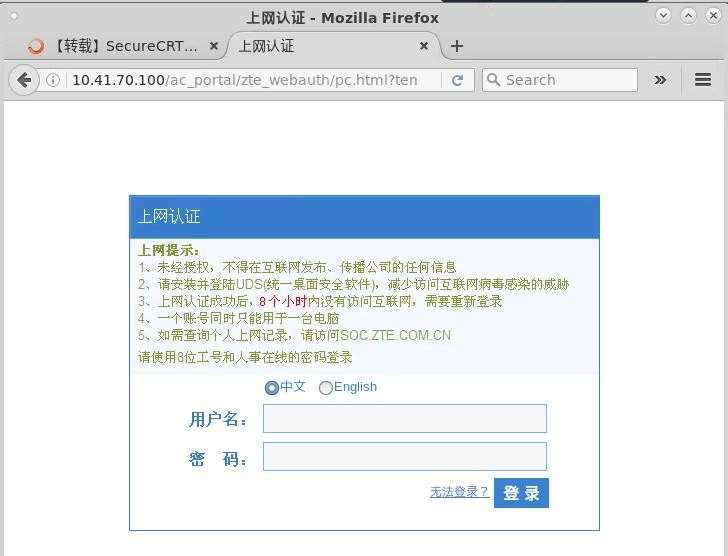 上网认证 - Mozilla Firefox
【转载】SecureCRT...
上网认证
10.41.70.100/ac_portal/zte_webauth/pc.html?ten
Search
上网认证
上网提示：
1、未经授权，不得在互联网发布、传播公司的任何信息
2、请安装并登陆UDS(统一桌面安全软件)，减少访问互联网病毒感染的威胁
3、上网认证成功后，8个小时内没有访问互联网，需要重新登录
4、一个账号同时只能用于一台电脑
5、如需查询个人上网记录，请访问SOC.ZTE.COM.CN
请使用8位工号和人事在线的密码登录
中文 English
用户名：
密 码：
无法登录？ 登 录